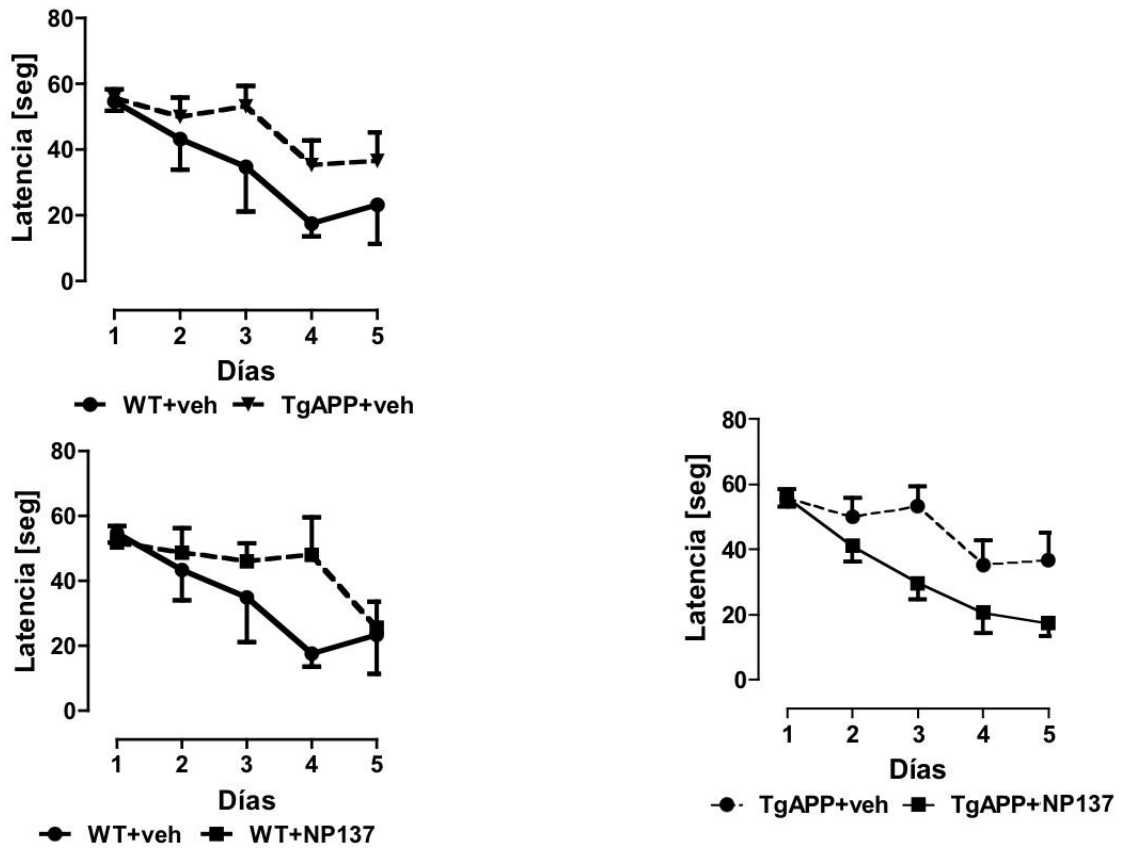 80
60
40
20
0
Latencia [seg]
1 2 3 4 5
Días
WT+veh TgAPP+veh
80
60
40
20
0
Latencia [seg]
1 2 3 4 5
Días
WT+veh WT+NP137
80
60
40
20
0
Latencia [seg]
1 2 3 4 5
Días
TgAPP+veh TgAPP+NP137